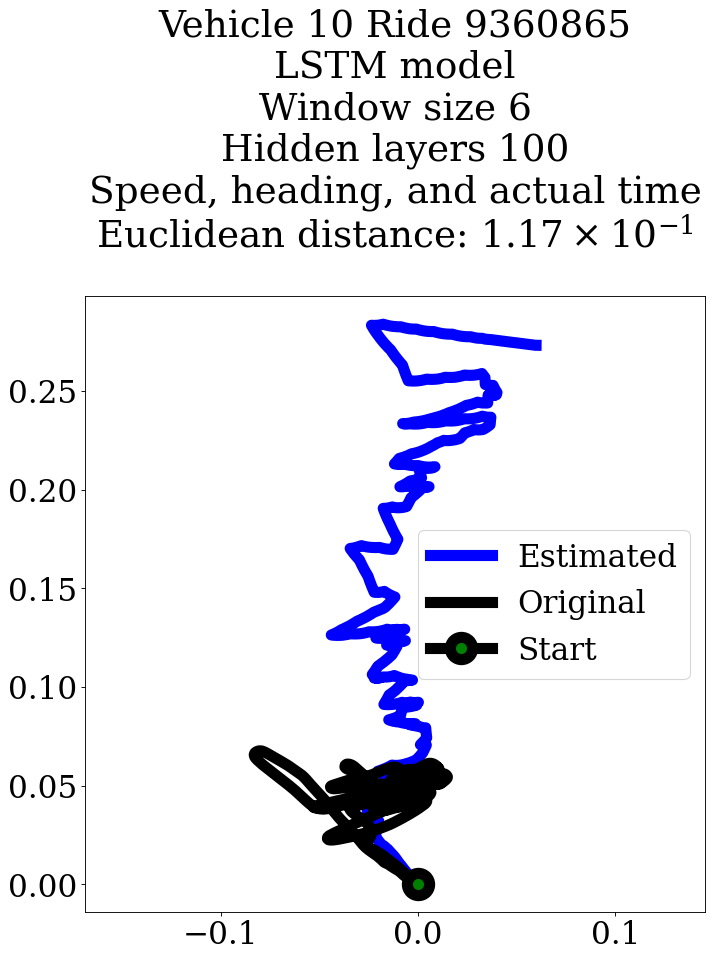 Vehicle 10 Ride 9360865
LSTM model
Window size 6
Hidden layers 100
Speed, heading, and actual time
Euclidean distance: 1.17 × 10⁻¹
0.25
0.20
0.15
0.10
0.05
0.00
−0.1
0.0
0.1
Estimated
Original
Start